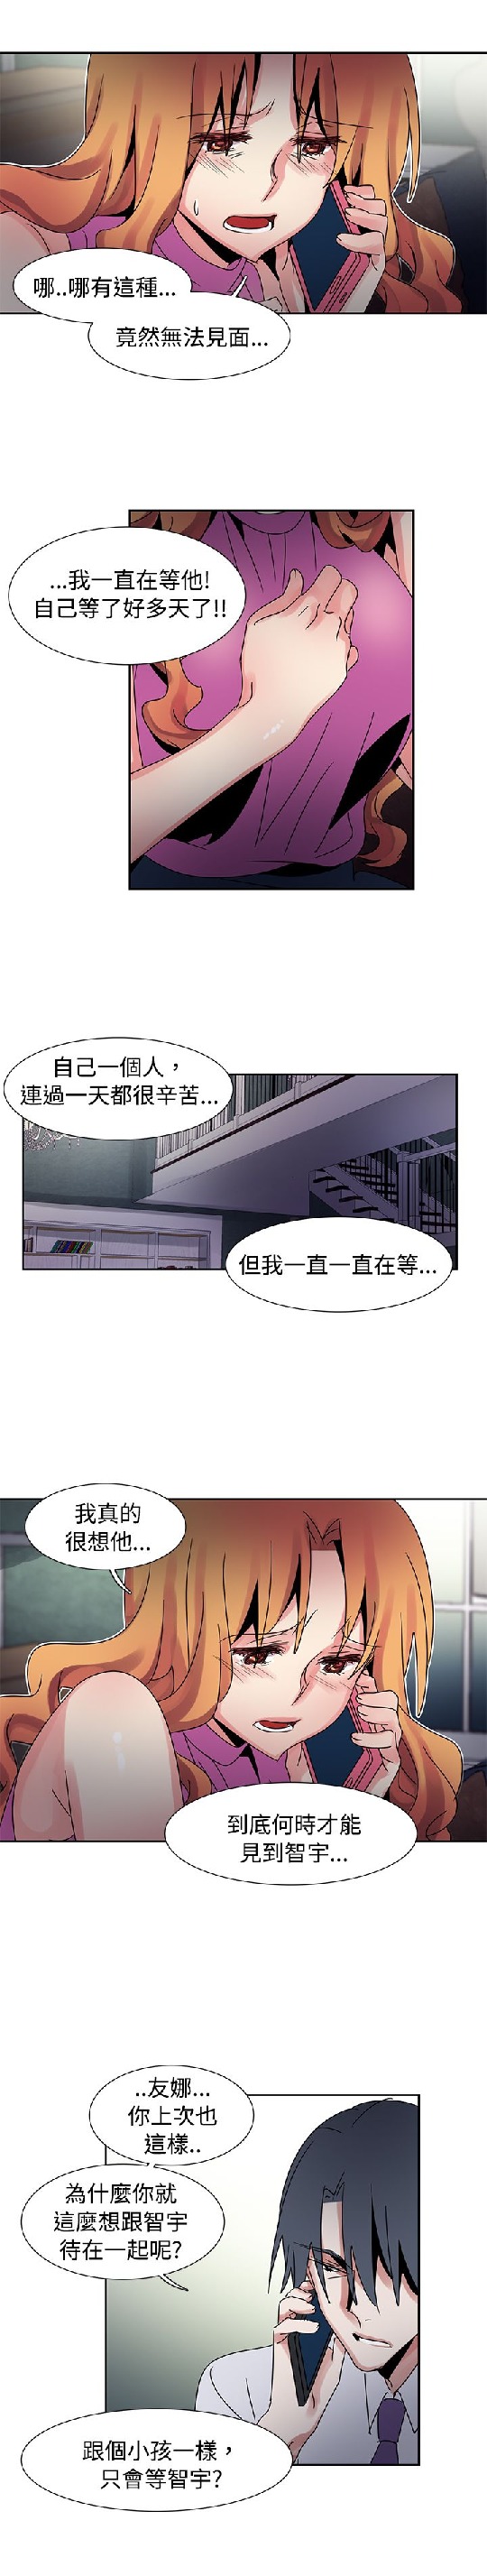 哪..哪有這種...
竟然無法見面...
...我一直在等他!
自己等了好多天了!!
自己一個人，
連過一天都很辛苦...
但我一直一直在等...
我真的
很想他...
到底何時才能
見到智宇...
..友娜...
你上次也
這樣..
為什麼你就
這麼想跟智宇
待在一起呢?
跟個小孩一樣，
只會等智宇?